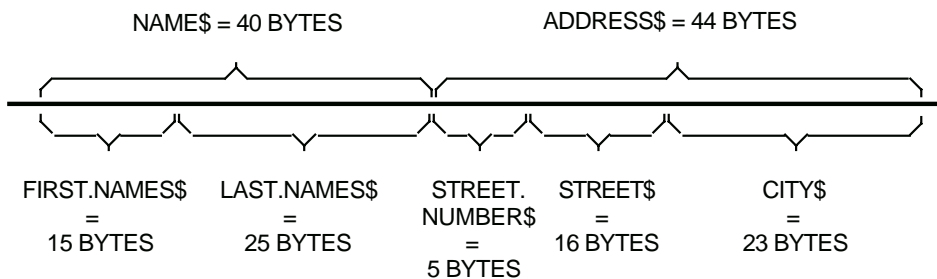 NAME$ = 40 BYTES
ADDRESS$ = 44 BYTES
FIRST.NAMES$
=
15 BYTES
LAST.NAMES$
=
25 BYTES
STREET.
NUMBER$
=
5 BYTES
STREET$
=
16 BYTES
CITY$
=
23 BYTES